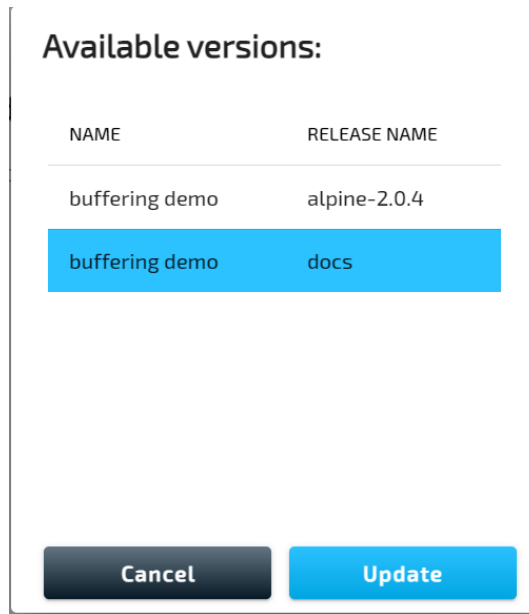 Available versions:
NAME RELEASE NAME
buffering demo alpine-2.0.4
buffering demo docs
Cancel Update